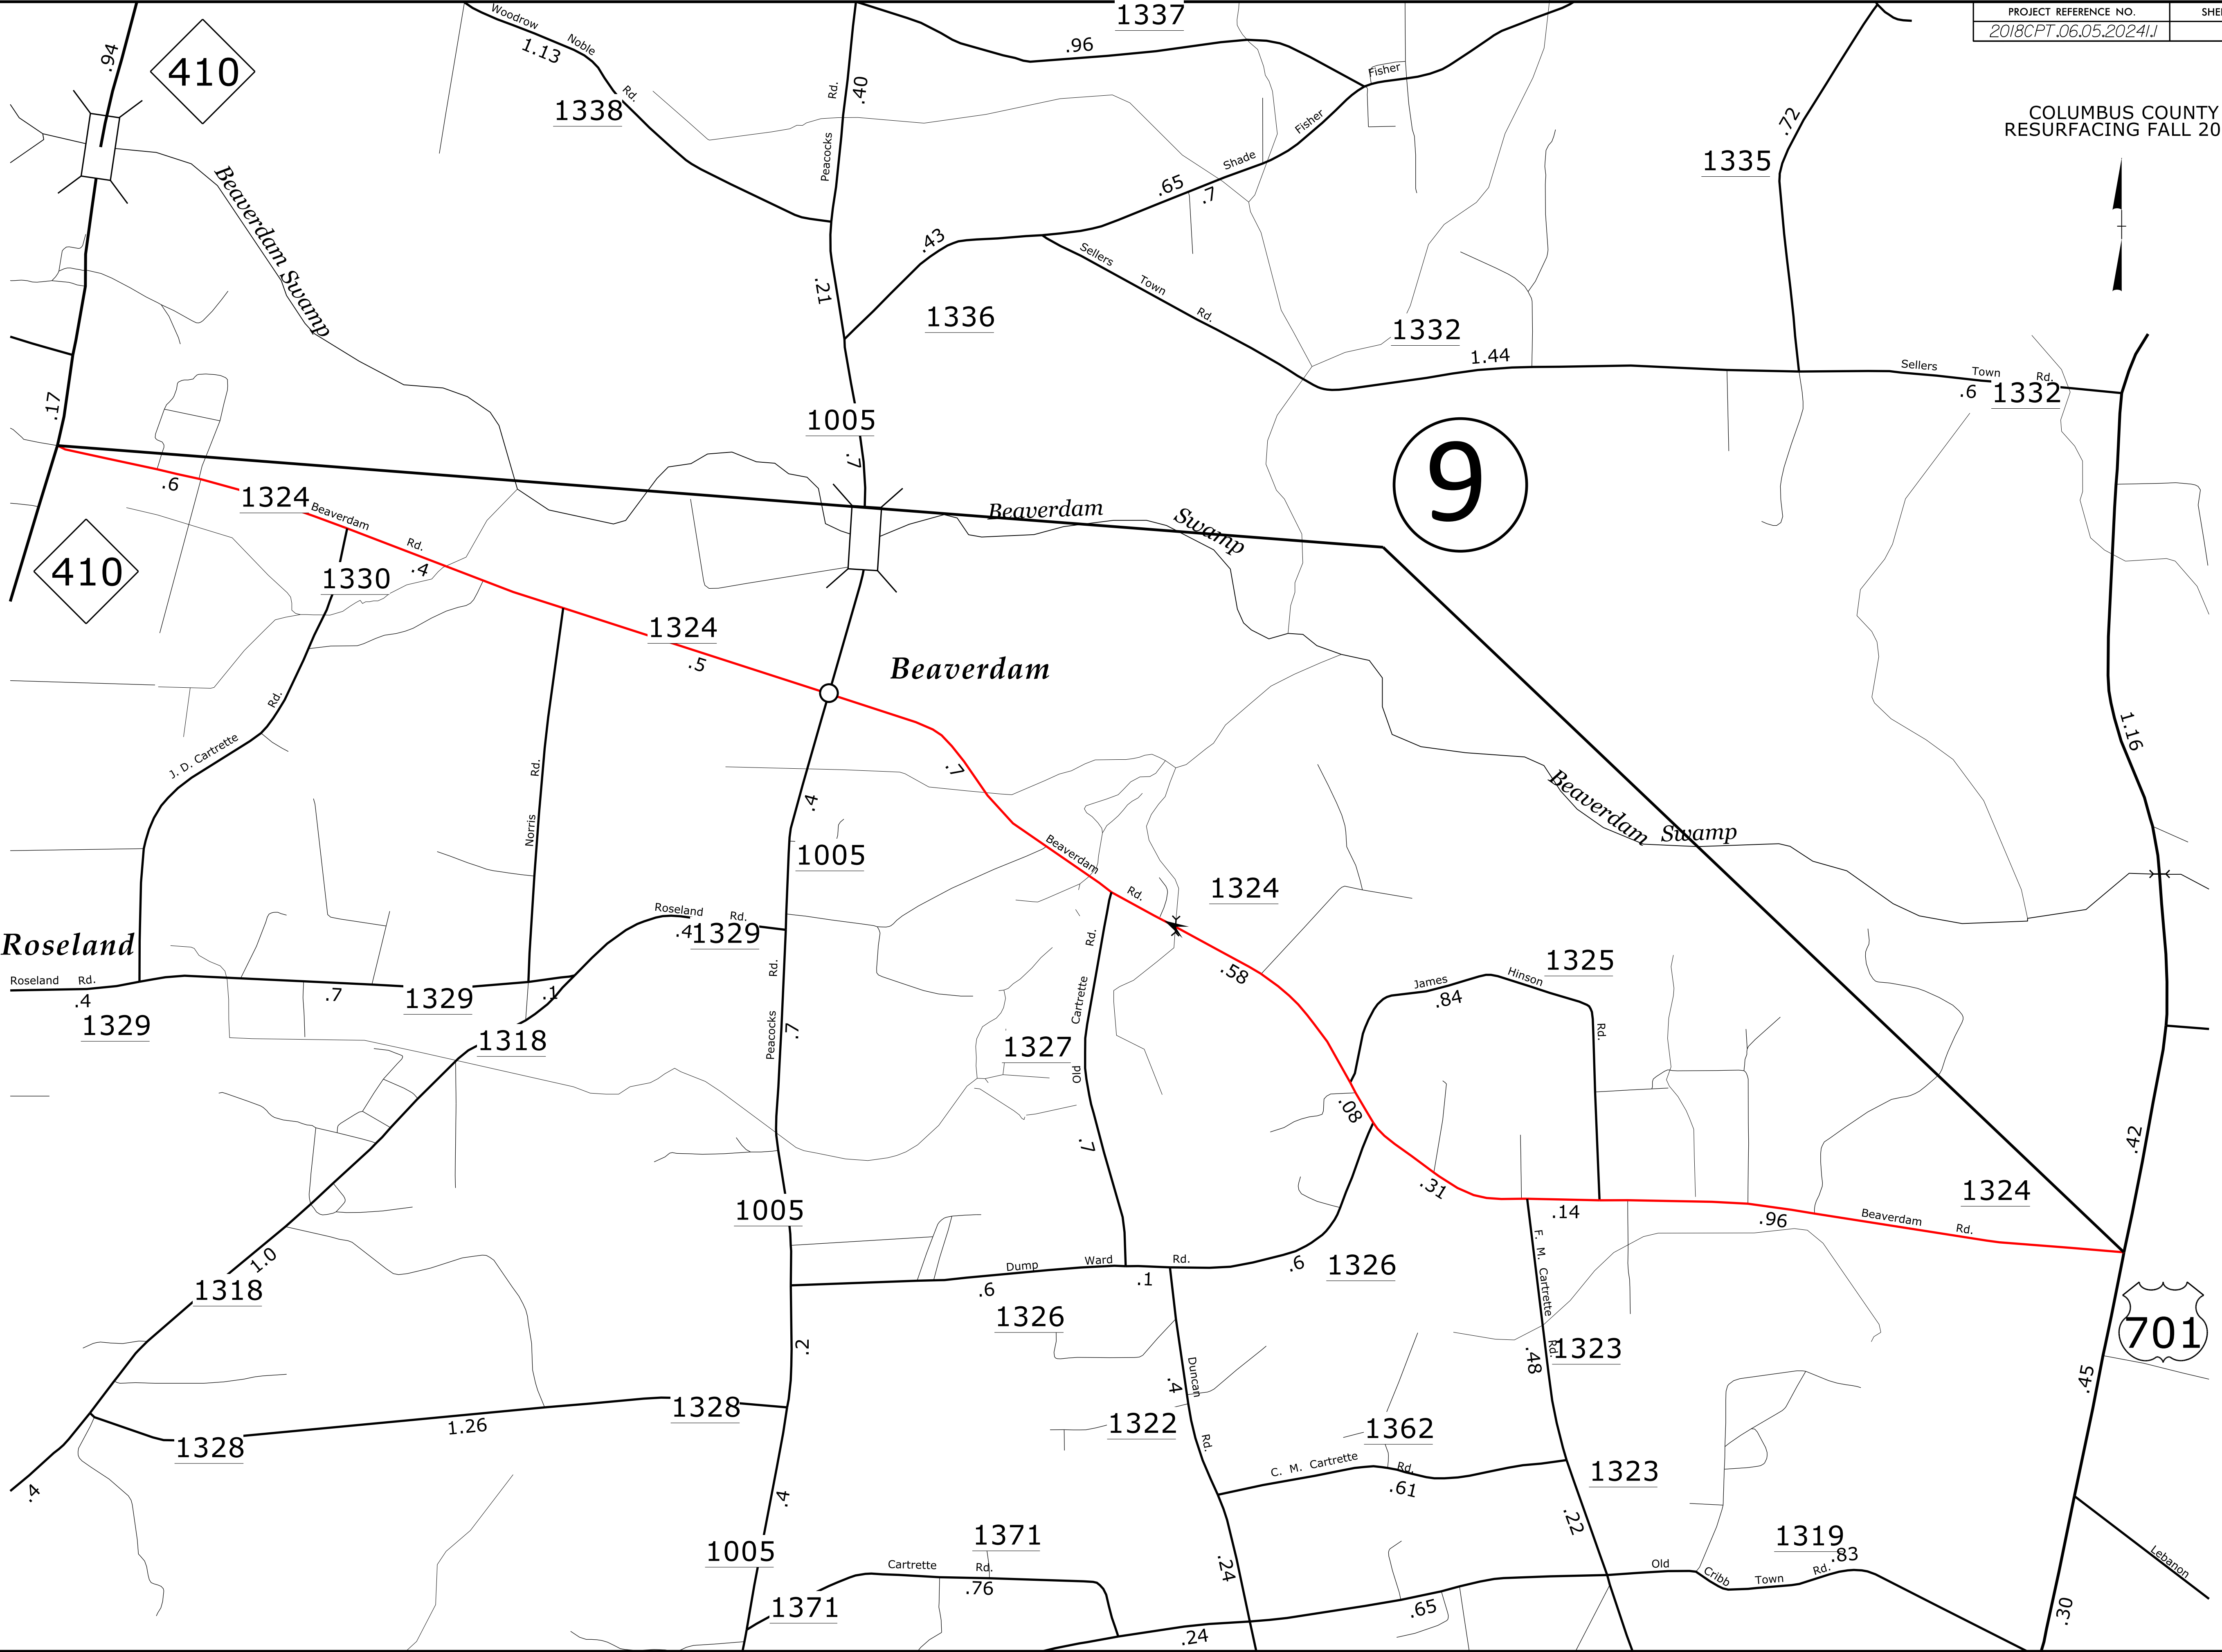 PROJECT REFERENCE NO.
SHE
2018CPT.06.05.20241.1
COLUMBUS COUNTY
RESURFACING FALL 20
1337
.94
410
Woodrow Noble Rd.
1.13
1338
Peacocks Rd.
.40
.96
Fisher
Shade Fisher
.65
.7
.72
1335
Beaverdam Swamp
.43
.21
Sellers Town Rd.
1336
1332
1.44
Sellers Town Rd.
.6
1332
.17
1005
.7
9
.6
1324
Beaverdam Rd.
.4
410
1330
Beaverdam Swamp
1324
.5
Beaverdam
J. D. Cartrette Rd.
Norris Rd.
.7
.4
1005
Beaverdam Rd.
1324
1.16
Beaverdam Swamp
Roseland
Roseland Rd.
.4
1329
Roseland Rd.
.4
1329
.7
1329
.1
1318
Peacocks Rd.
.7
Old Cartrette Rd.
1327
.7
.58
James Hinson Rd.
.84
1325
.08
.31
.14
.96
Beaverdam Rd.
1324
.42
1005
1.0
1318
Dump Ward Rd.
.6
.1
.6
1326
1326
F. M. Cartrette Rd.
.48
1323
701
.2
Duncan Rd.
.4
1322
1328
1.26
1328
.4
1362
C. M. Cartrette Rd.
.61
1323
.45
.4
1005
1371
Cartrette Rd.
.76
1371
.24
.22
1319
Old Cribb Town Rd.
.83
.65
.24
.30
Lebanon